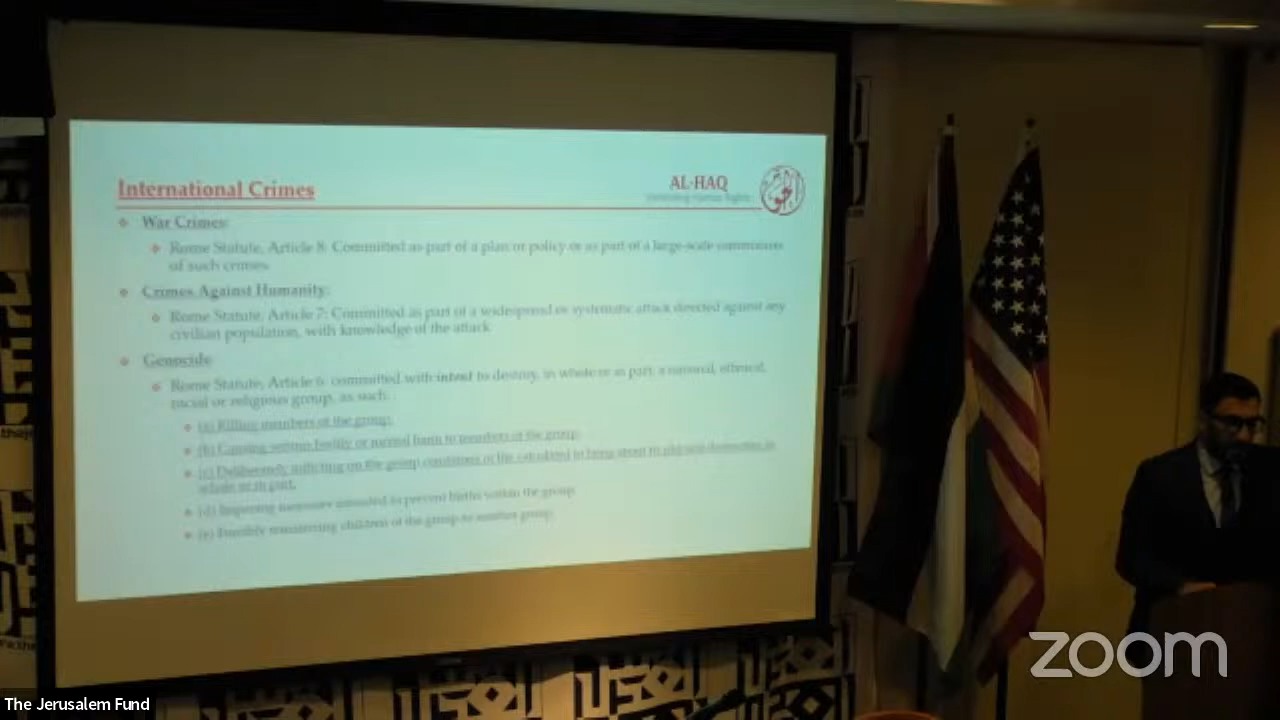 International Crimes
AL-HAQ
War Crimes:
Rome Statute, Article 8: Committed as part of a plan or policy or as part of a large-scale commission
of such crimes.
Crimes Against Humanity:
Rome Statute, Article 7: Committed as part of a widespread or systematic attack directed against any
civilian population, with knowledge of the attack
Genocide
Rome Statute, Article 6: committed with intent to destroy, in whole or in part, a national, ethnical,
racial or religious group, as such:
(a) Killing members of the group;
(b) Causing serious bodily or mental harm to members of the group;
(c) Deliberately inflicting on the group conditions of life calculated to bring about its physical destruction in
whole or in part;
(d) Imposing measures intended to prevent births within the group;
(e) Forcibly transferring children of the group to another group.
zoom
The Jerusalem Fund